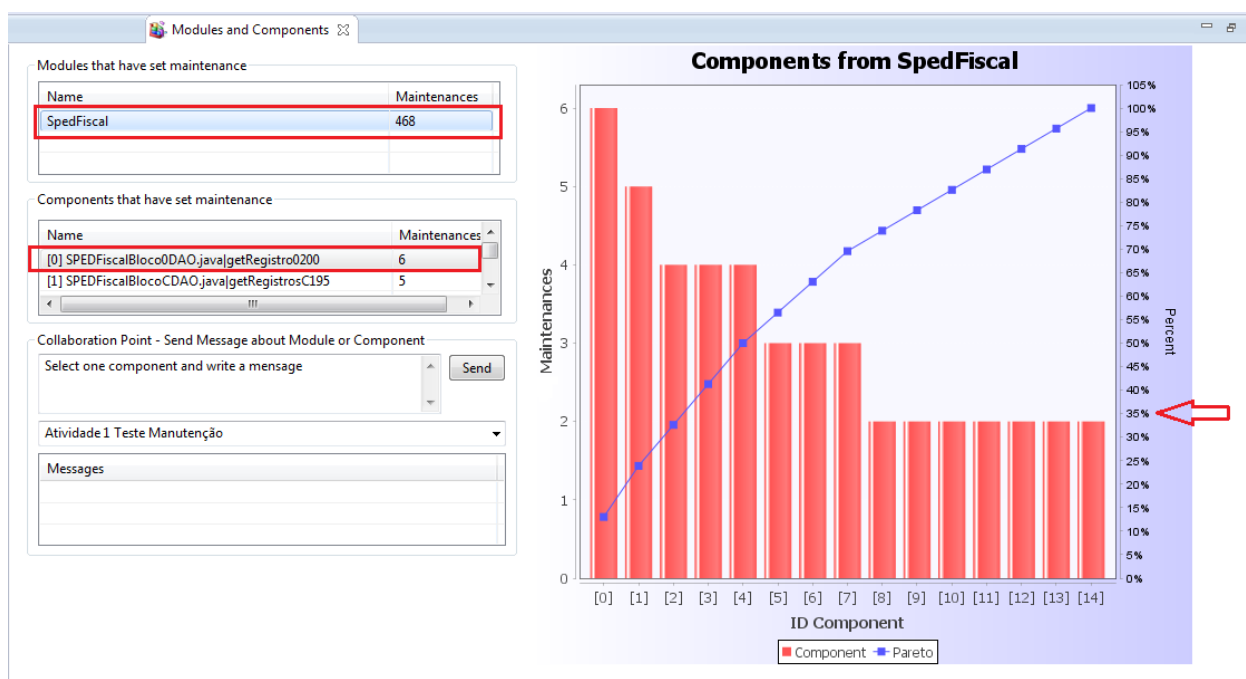 Modules and Components
Modules that have set maintenance
Name Maintenances
SpedFiscal 468
Components that have set maintenance
Name Maintenances
[0] SPEDFiscalBloco0DAO.java|getRegistro0200 6
[1] SPEDFiscalBlocoCDAO.java|getRegistrosC195 5
Collaboration Point - Send Message about Module or Component
Select one component and write a message
Send
Atividade 1 Teste Manutenção
Messages
Components from SpedFiscal
Maintenances
6
5
4
3
2
1
0
105%
100%
95%
90%
85%
80%
75%
70%
65%
60%
55%
50%
45%
40%
35%
30%
25%
20%
15%
10%
5%
0%
Percent
[0] [1] [2] [3] [4] [5] [6] [7] [8] [9] [10] [11] [12] [13] [14]
ID Component
Component Pareto